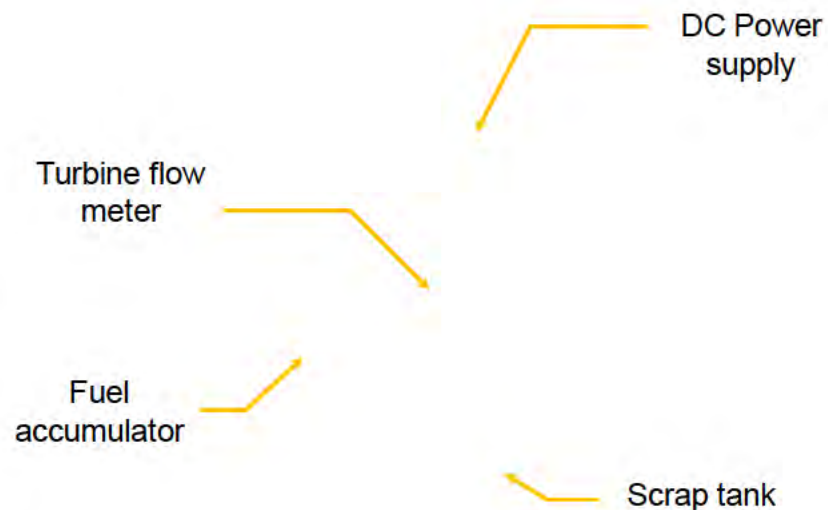 DC Power
supply
Turbine flow
meter
Fuel
accumulator
Scrap tank